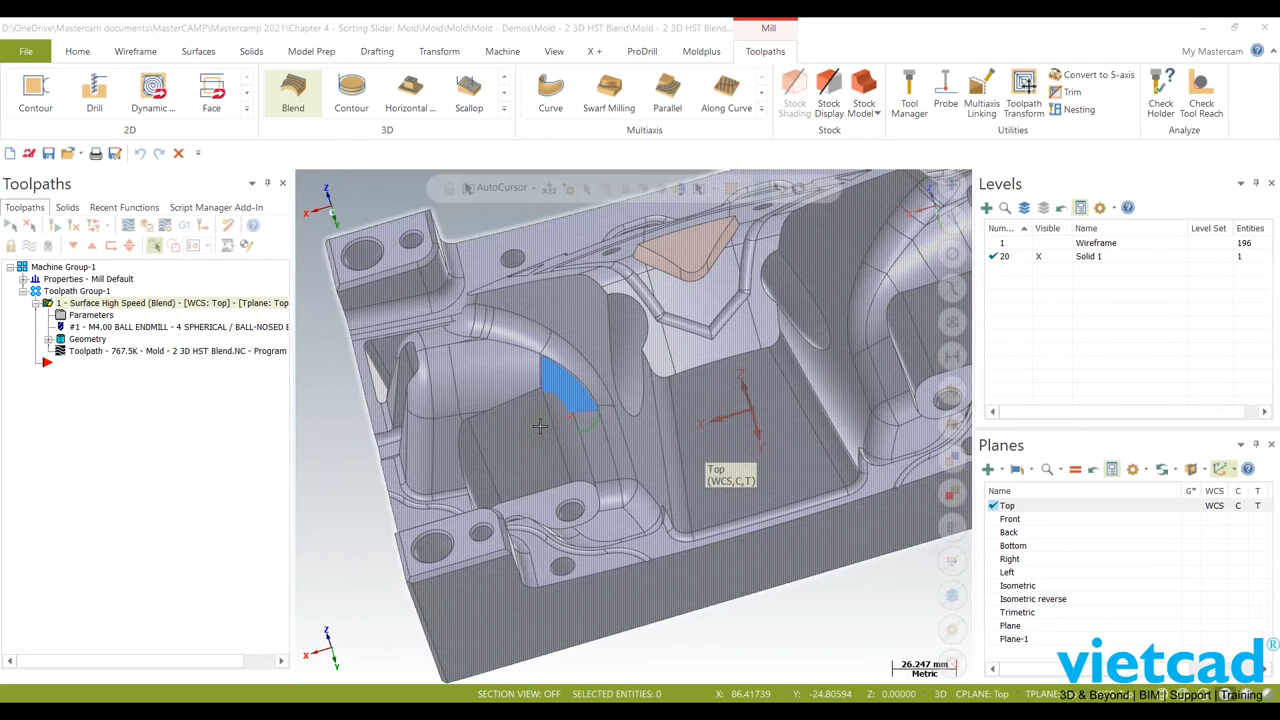 D:\OneDrive\Mastercam documents\MasterCAMP\Mastercamp 2021\Chapter 4 - Sorting Slider, Mold\Mold\Mold\Mold - Demos\Mold - 2 3D HST Blend\Mold - 2 3D HST Blend...
Mill
File Home Wireframe Surfaces Solids Model Prep Drafting Transform Machine View X + ProDrill Moldplus Toolpaths
My Mastercam
Contour Drill Dynamic ... Face
2D
Blend Contour Horizontal ... Scallop
3D
Curve Swarf Milling Parallel Along Curve
Multiaxis
Stock Shading
Stock Display
Stock Model
Stock
Tool Manager
Probe
Multiaxis Linking
Toolpath Transform
Convert to 5-axis
Trim
Nesting
Utilities
Check Holder
Check Tool Reach
Analyze
Toolpaths
Toolpaths Solids Recent Functions Script Manager Add-In
G1
Machine Group-1
Properties - Mill Default
Toolpath Group-1
1 - Surface High Speed (Blend) - [WCS: Top] - [Tplane: Top
Parameters
#1 - M4.00 BALL ENDMILL - 4 SPHERICAL / BALL-NOSED E
Geometry
Toolpath - 767.5K - Mold - 2 3D HST Blend.NC - Program
AutoCursor
Z
X
Y
Z
X
Y
X
Z
X
Y
Top
(WCS,C,T)
26.247 mm
Metric
Levels
Num... Visible Name Level Set Entities
1 Wireframe 196
20 X Solid 1 1
Planes
Name G* WCS C T
Top WCS C T
Front
Back
Bottom
Right
Left
Isometric
Isometric reverse
Trimetric
Plane
Plane-1
vietcad®
3D & Beyond | BIM | Support | Training
SECTION VIEW: OFF SELECTED ENTITIES: 0 X: 86.41739 Y: -24.80594 Z: 0.00000 3D CPLANE: Top